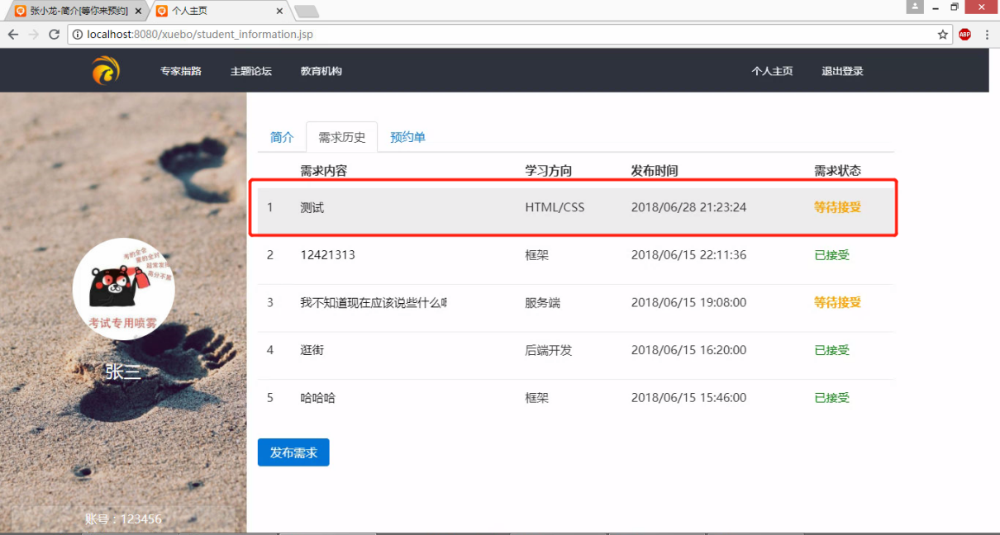 张小龙-简介[等你来预约]
个人主页
localhost:8080/xuebo/student_information.jsp
ABP
专家指路 主题论坛 教育机构 个人主页 退出登录
简介 需求历史 预约单
需求内容 学习方向 发布时间 需求状态
1 测试 HTML/CSS 2018/06/28 21:23:24 等待接受
2 12421313 框架 2018/06/15 22:11:36 已接受
3 我不知道现在应该说些什么 服务端 2018/06/15 19:08:00 等待接受
4 逛街 后端开发 2018/06/15 16:20:00 已接受
5 哈哈哈 框架 2018/06/15 15:46:00 已接受
发布需求
考试专用喷雾
张三
账号：123456